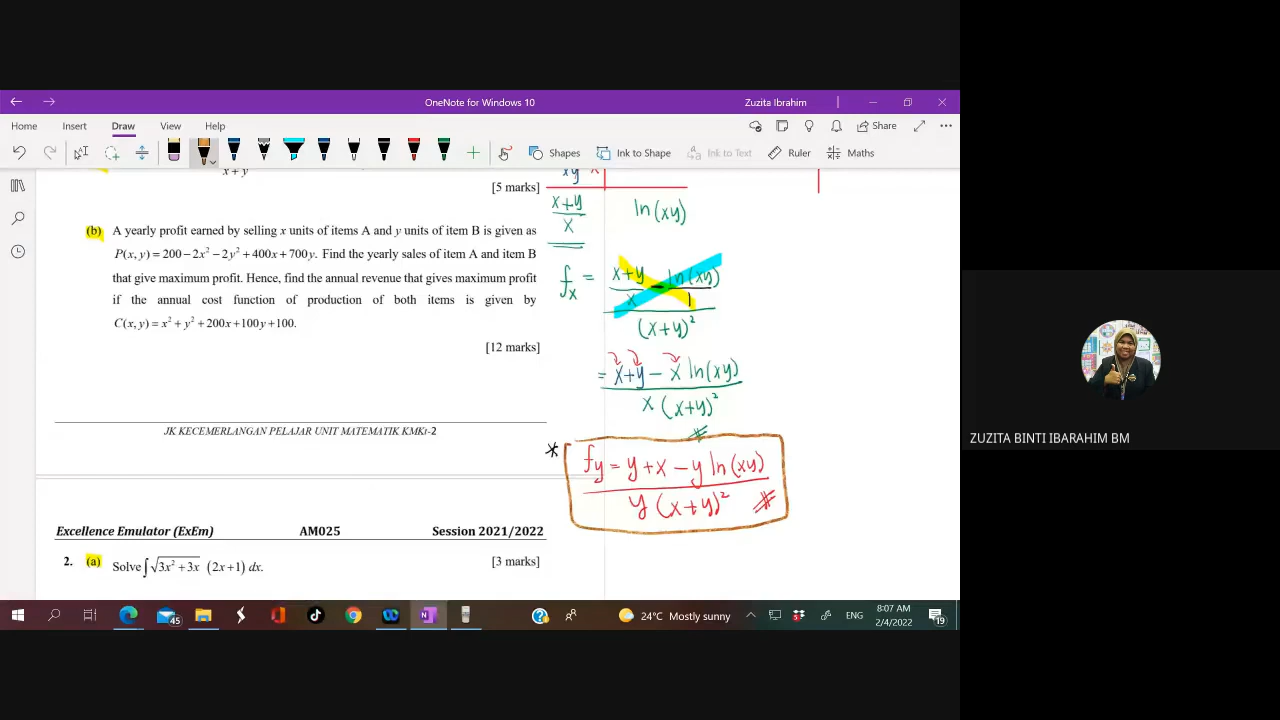 OneNote for Windows 10
Zuzita Ibrahim
Home Insert Draw View Help
Share
Shapes Ink to Shape Ink to Text Ruler Maths
x + y
[5 marks]
(b) A yearly profit earned by selling x units of items A and y units of item B is given as
P(x, y) = 200 − 2x² − 2y² + 400x + 700y. Find the yearly sales of item A and item B
that give maximum profit. Hence, find the annual revenue that gives maximum profit
if the annual cost function of production of both items is given by
C(x, y) = x² + y² + 200x + 100y + 100.
[12 marks]
JK KECEMERLANGAN PELAJAR UNIT MATEMATIK KMKt-2
Excellence Emulator (ExEm) AM025 Session 2021/2022
2. (a) Solve ∫√(3x² + 3x) (2x + 1) dx. [3 marks]
xy x
x+y
x
ln(xy)
fx = x+y − ln(xy)
x 1
(x+y)²
= x+y − x ln(xy)
x (x+y)²
* fy = y + x − y ln(xy)
y (x+y)²
ZUZITA BINTI IBARAHIM BM
45
24°C Mostly sunny
ENG
8:07 AM
2/4/2022
19